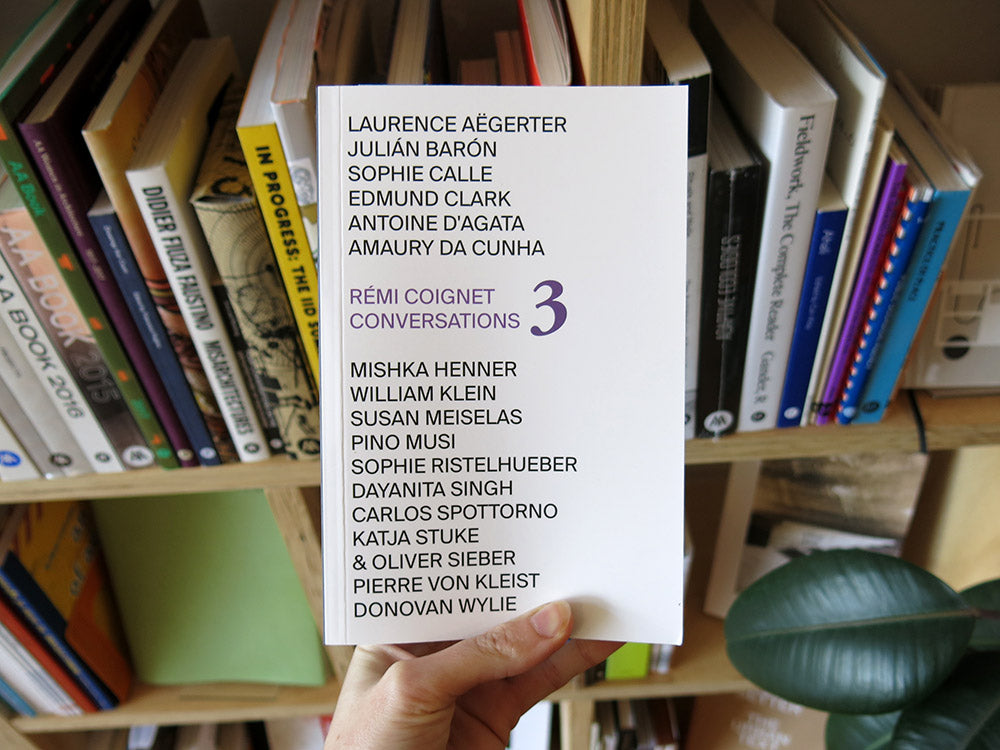 LAURENCE AËGERTER
JULIÁN BARÓN
SOPHIE CALLE
EDMUND CLARK
ANTOINE D'AGATA
AMAURY DA CUNHA
RÉMI COIGNET
CONVERSATIONS 3
MISHKA HENNER
WILLIAM KLEIN
SUSAN MEISELAS
PINO MUSI
SOPHIE RISTELHUEBER
DAYANITA SINGH
CARLOS SPOTTORNO
KATJA STUKE
& OLIVER SIEBER
PIERRE VON KLEIST
DONOVAN WYLIE
AA Book
AA BOOK 2015
AA BOOK 2016
DIDIER FIUZA FAUSTINO MISARCHITECTURES
IN PROGRESS: THE IID
Fieldwork, The Complete Reader Gander, R